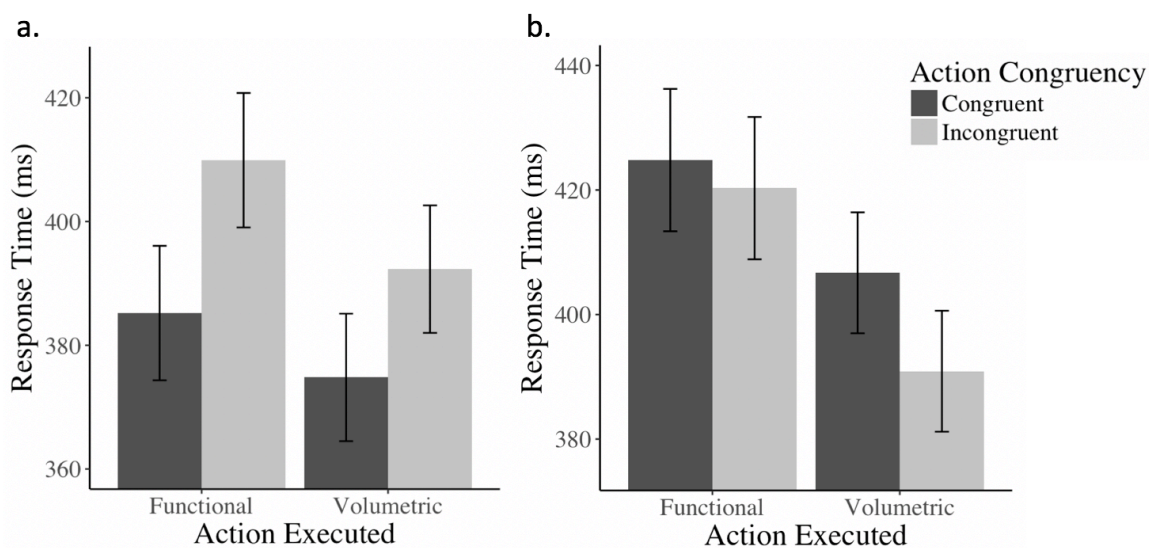 a.
Response Time (ms)
420
400
380
360
Functional
Volumetric
Action Executed
b.
Response Time (ms)
440
420
400
380
Functional
Volumetric
Action Executed
Action Congruency
Congruent
Incongruent